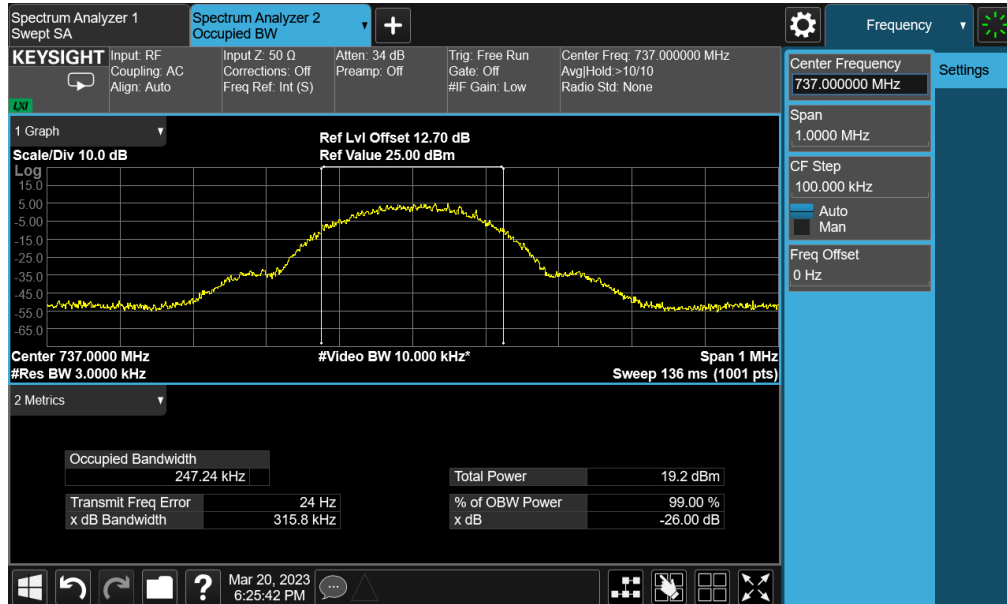 Spectrum Analyzer 1
Swept SA
Spectrum Analyzer 2
Occupied BW
Frequency
KEYSIGHT
LXI
Input: RF
Coupling: AC
Align: Auto
Input Z: 50 Ω
Corrections: Off
Freq Ref: Int (S)
Atten: 34 dB
Preamp: Off
Trig: Free Run
Gate: Off
#IF Gain: Low
Center Freq: 737.000000 MHz
Avg|Hold:>10/10
Radio Std: None
Center Frequency
737.000000 MHz
Settings
Span
1.0000 MHz
CF Step
100.000 kHz
Auto
Man
Freq Offset
0 Hz
1 Graph
Scale/Div 10.0 dB
Ref Lvl Offset 12.70 dB
Ref Value 25.00 dBm
Log
15.0
5.00
-5.00
-15.0
-25.0
-35.0
-45.0
-55.0
-65.0
Center 737.0000 MHz
#Video BW 10.000 kHz*
Span 1 MHz
#Res BW 3.0000 kHz
Sweep 136 ms (1001 pts)
2 Metrics
Occupied Bandwidth
247.24 kHz
Total Power 19.2 dBm
Transmit Freq Error 24 Hz
% of OBW Power 99.00 %
x dB Bandwidth 315.8 kHz
x dB -26.00 dB
?
Mar 20, 2023
6:25:42 PM